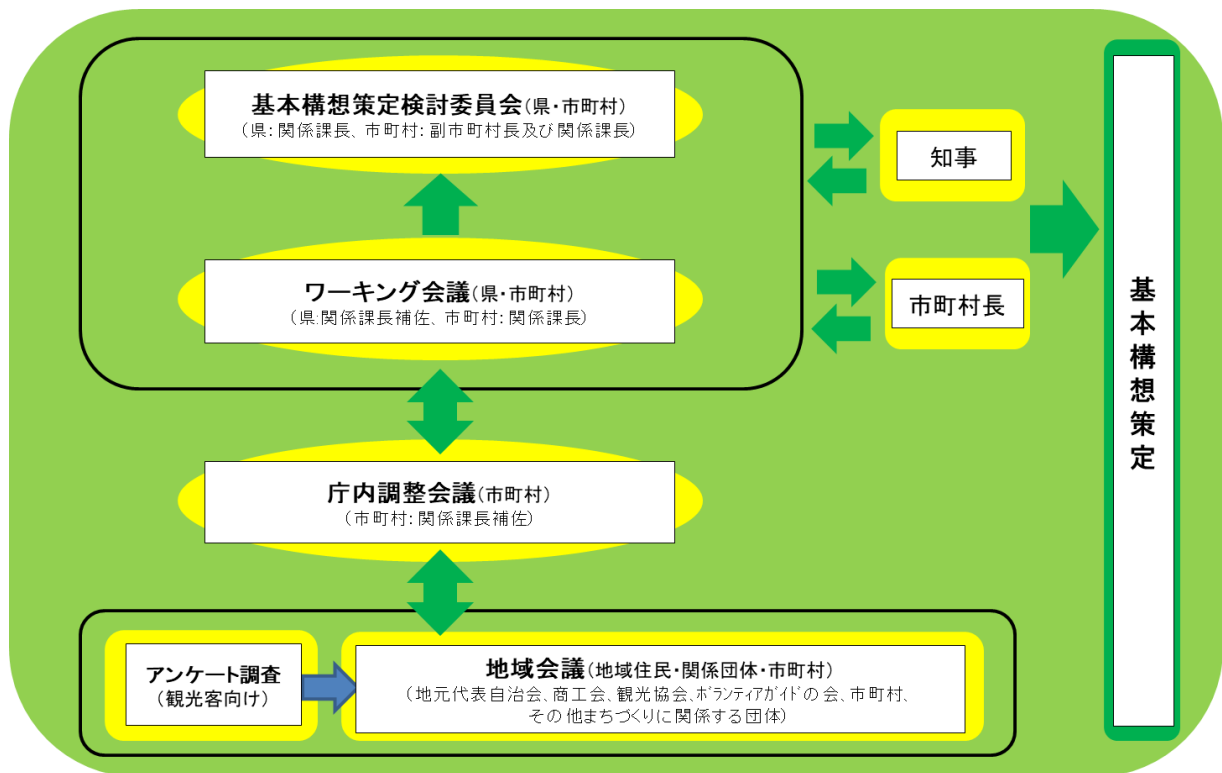 基本構想策定検討委員会(県・市町村)
(県:関係課長、市町村:副市町村長及び関係課長)
知事
ワーキング会議(県・市町村)
(県:関係課長補佐、市町村:関係課長)
市町村長
基本構想策定
庁内調整会議(市町村)
(市町村:関係課長補佐)
アンケート調査
(観光客向け)
地域会議(地域住民・関係団体・市町村)
(地元代表自治会、商工会、観光協会、ボランティアガイドの会、市町村、
その他まちづくりに関係する団体)